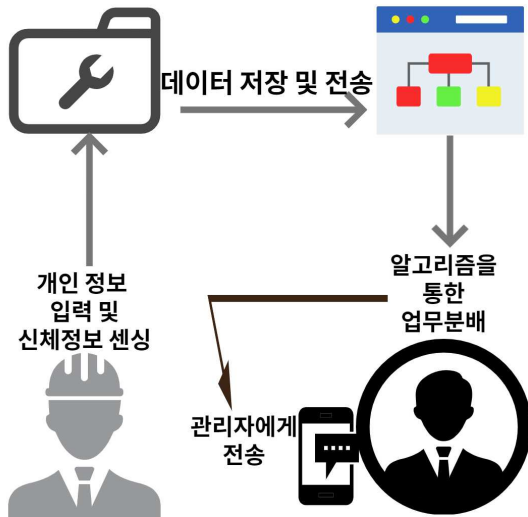 데이터 저장 및 전송
개인 정보
입력 및
신체정보 센싱
알고리즘을
통한
업무분배
관리자에게
전송